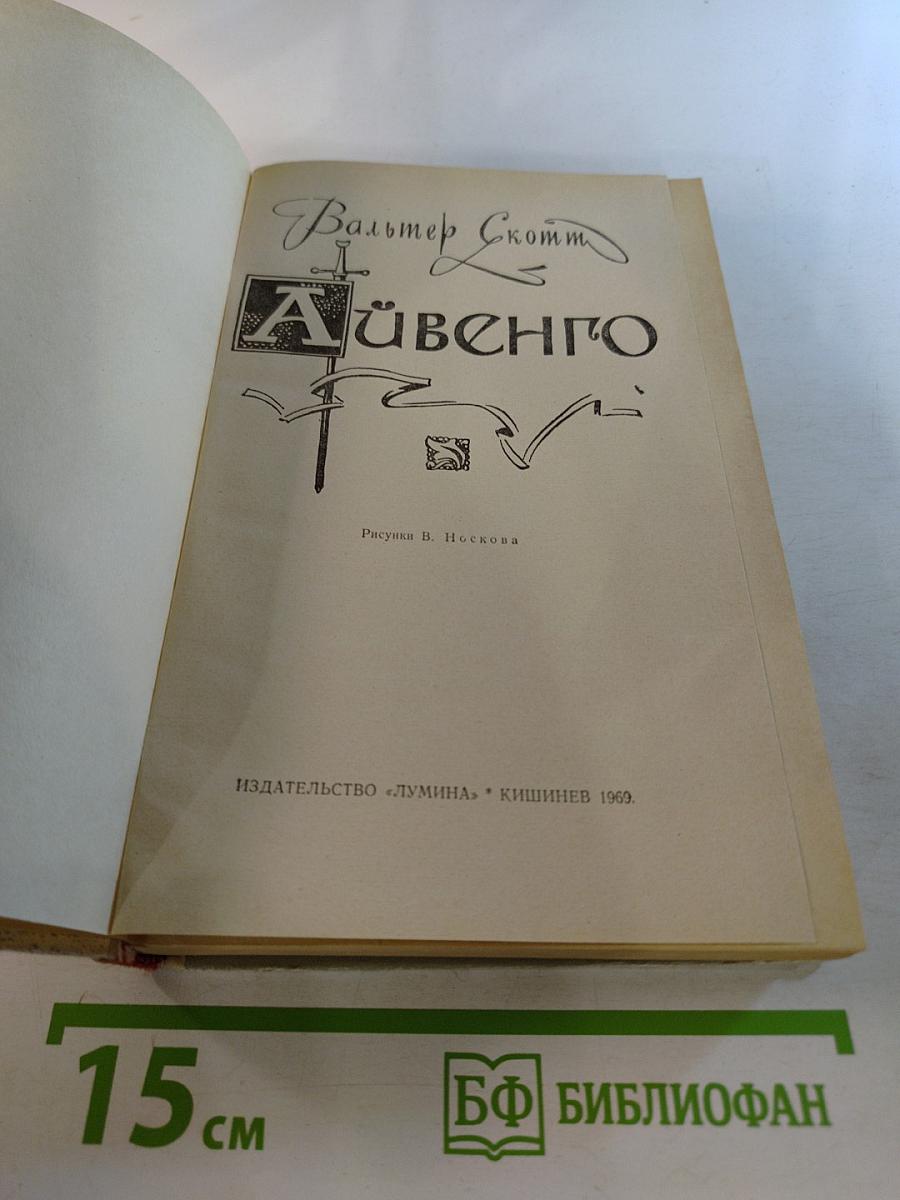 Вальтер Скотт
Айвенго
Рисунки В. Носкова
ИЗДАТЕЛЬСТВО «ЛУМИНА» * КИШИНЕВ 1969.
15 см
БФ БИБЛИОФАН